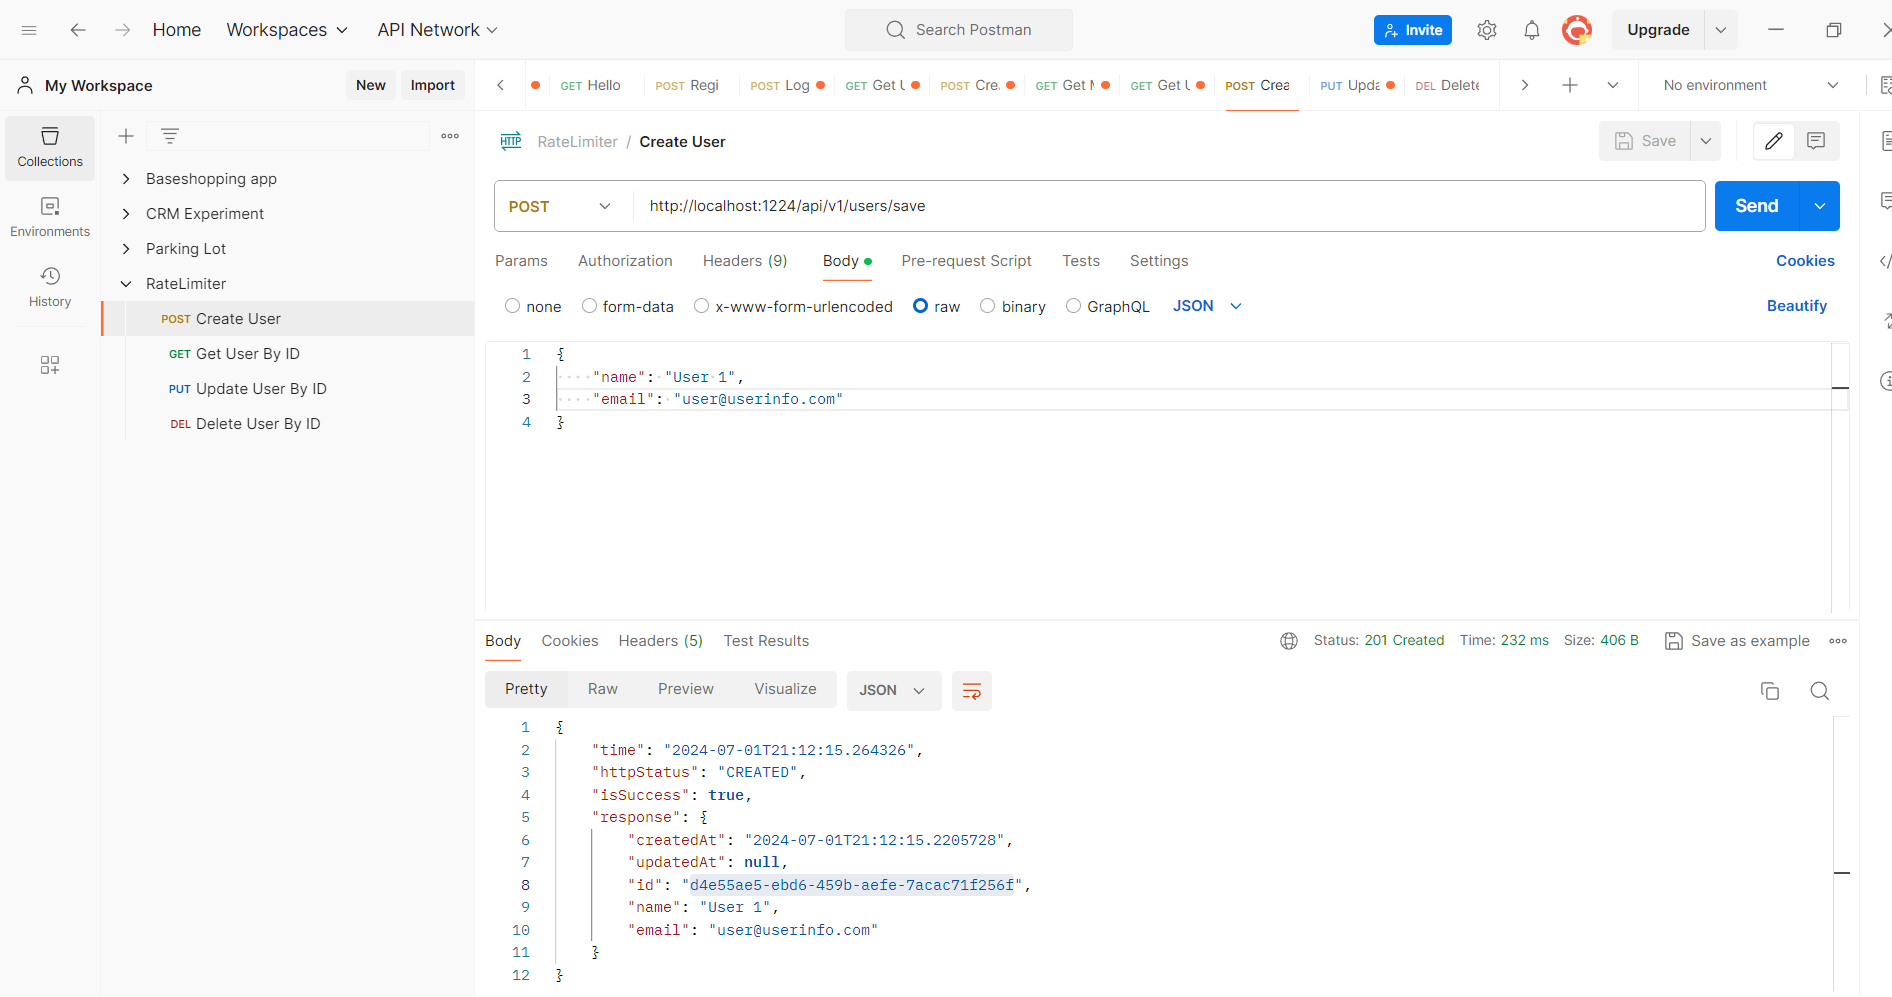 Home Workspaces API Network Search Postman Invite Upgrade
My Workspace New Import
GET Hello POST Regi POST Log GET Get U POST Cre GET Get M GET Get U POST Crea PUT Upda DEL Delete No environment
Collections
Environments
History
Baseshopping app
CRM Experiment
Parking Lot
RateLimiter
POST Create User
GET Get User By ID
PUT Update User By ID
DEL Delete User By ID
HTTP RateLimiter / Create User Save
POST http://localhost:1224/api/v1/users/save Send
Params Authorization Headers (9) Body Pre-request Script Tests Settings Cookies
none form-data x-www-form-urlencoded raw binary GraphQL JSON Beautify
1 {
2 "name": "User 1",
3 "email": "user@userinfo.com"
4 }
Body Cookies Headers (5) Test Results Status: 201 Created Time: 232 ms Size: 406 B Save as example
Pretty Raw Preview Visualize JSON
1 {
2 "time": "2024-07-01T21:12:15.264326",
3 "httpStatus": "CREATED",
4 "isSuccess": true,
5 "response": {
6 "createdAt": "2024-07-01T21:12:15.2205728",
7 "updatedAt": null,
8 "id": "d4e55ae5-ebd6-459b-aefe-7acac71f256f",
9 "name": "User 1",
10 "email": "user@userinfo.com"
11 }
12 }